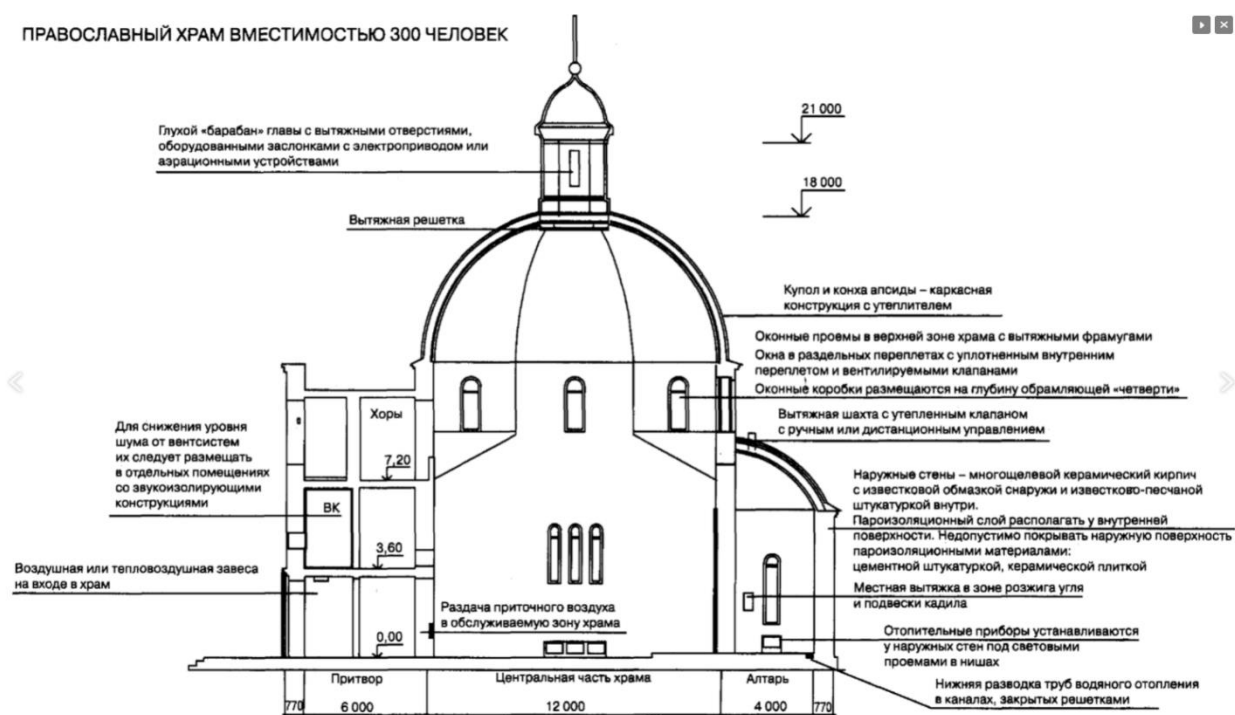 ПРАВОСЛАВНЫЙ ХРАМ ВМЕСТИМОСТЬЮ 300 ЧЕЛОВЕК
21 000
Глухой «барабан» главы с вытяжными отверстиями,
оборудованными заслонками с электроприводом или
аэрационными устройствами
18 000
Вытяжная решетка
Купол и конха апсиды – каркасная
конструкция с утеплителем
Оконные проемы в верхней зоне храма с вытяжными фрамугами
Окна в раздельных переплетах с уплотненным внутренним
переплетом и вентилируемыми клапанами
Оконные коробки размещаются на глубину обрамляющей «четверти»
Хоры
Вытяжная шахта с утепленным клапаном
с ручным или дистанционным управлением
Для снижения уровня
шума от вентсистем
их следует размещать
в отдельных помещениях
со звукоизолирующими
конструкциями
7,20
ВК
Наружные стены – многощелевой керамический кирпич
с известковой обмазкой снаружи и известково-песчаной
штукатуркой внутри.
Пароизоляционный слой располагать у внутренней
поверхности. Недопустимо покрывать наружную поверхность
пароизоляционными материалами:
цементной штукатуркой, керамической плиткой
3,60
Воздушная или тепловоздушная завеса
на входе в храм
Местная вытяжка в зоне розжига угля
и подвески кадила
Раздача приточного воздуха
в обслуживаемую зону храма
0,00
Отопительные приборы устанавливаются
у наружных стен под световыми
проемами в нишах
Притвор
Центральная часть храма
Алтарь
Нижняя разводка труб водяного отопления
в каналах, закрытых решетками
770
6 000
12 000
4 000
770